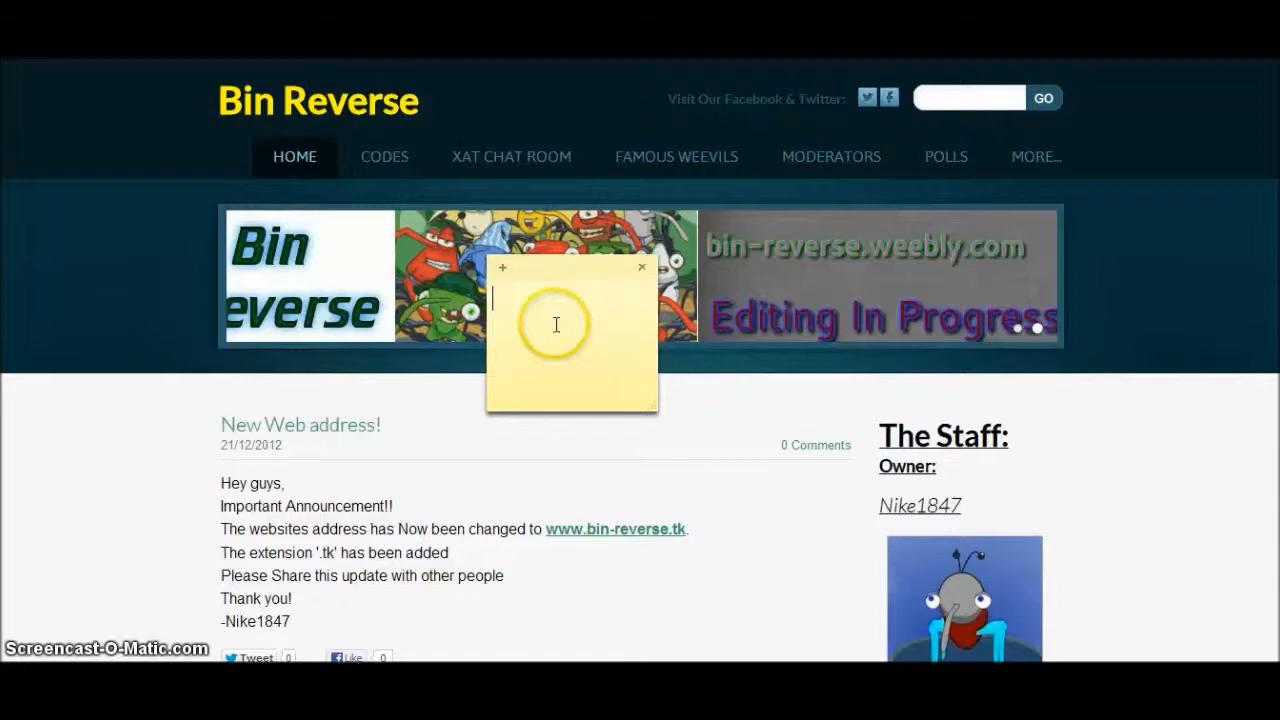 Bin Reverse
Visit Our Facebook & Twitter:
GO
HOME CODES XAT CHAT ROOM FAMOUS WEEVILS MODERATORS POLLS MORE...
Bin
everse
bin-reverse.weebly.com
Editing In Progress
New Web address!
21/12/2012
0 Comments
Hey guys,
Important Announcement!!
The websites address has Now been changed to www.bin-reverse.tk.
The extension '.tk' has been added
Please Share this update with other people
Thank you!
-Nike1847
Tweet 0 Like 0
The Staff:
Owner:
Nike1847
Screencast-O-Matic.com